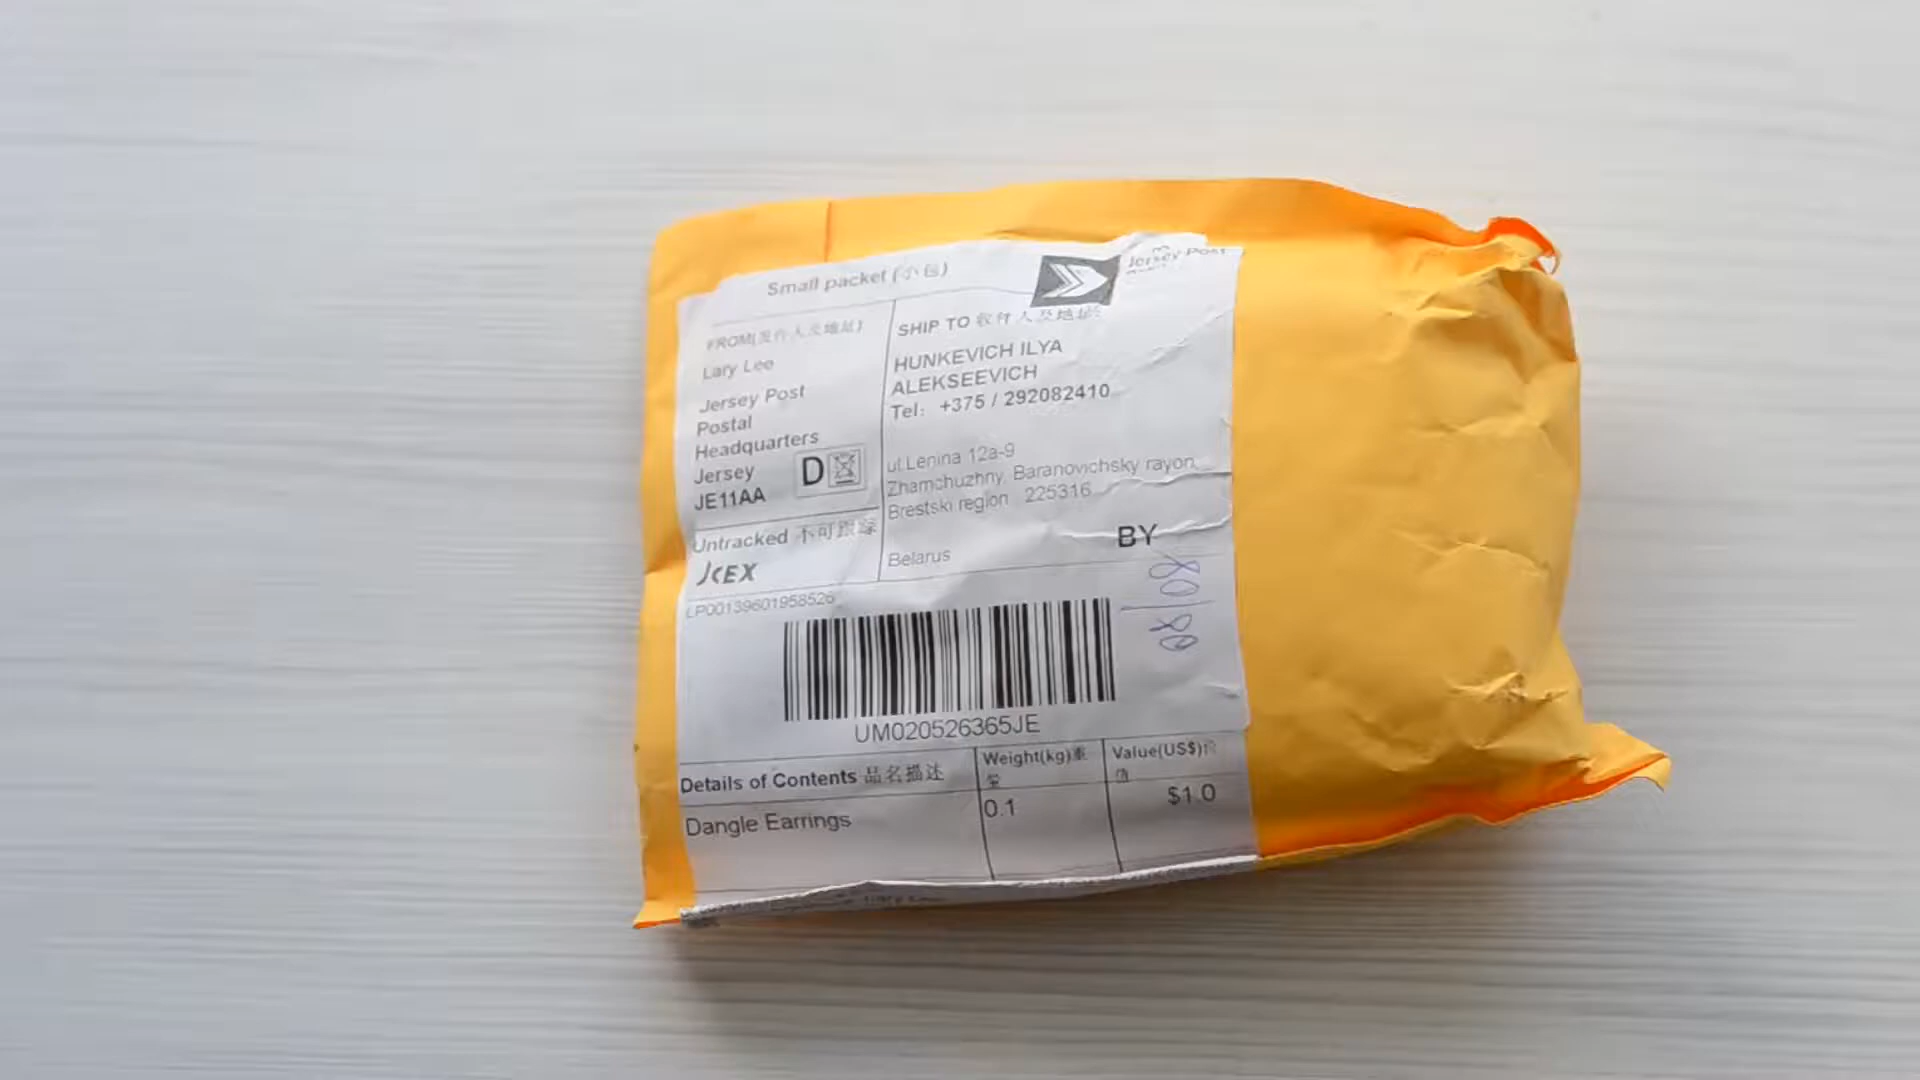 Small packet (小包)
Jersey Post
FROM(发件人及地址)
Lary Lee
Jersey Post
Postal
Headquarters
Jersey
JE11AA
D
Untracked 不可跟踪
JCEX
SHIP TO 收件人及地址:
HUNKEVICH ILYA
ALEKSEEVICH
Tel: +375 / 292082410
ul.Lenina 12a-9
Zhamchuzhny, Baranovichsky rayon,
Brestski region 225316
Belarus
BY
LP00139601958526
UM020526365JE
Details of Contents 品名描述
Weight(kg)重
量
Value(US$)价
值
Dangle Earrings
0.1
$1.0